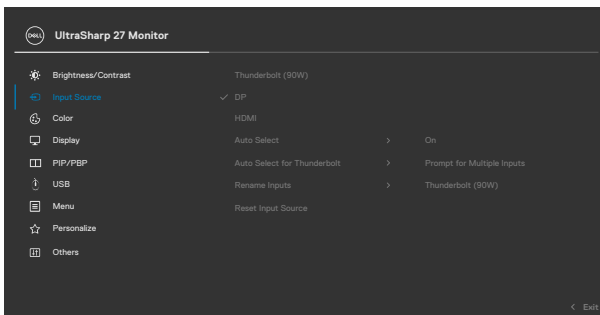 DELL UltraSharp 27 Monitor
Brightness/Contrast Thunderbolt (90W)
Input Source DP
Color HDMI
Display Auto Select On
PIP/PBP Auto Select for Thunderbolt Prompt for Multiple Inputs
USB Rename Inputs Thunderbolt (90W)
Menu Reset Input Source
Personalize
Others
Exit